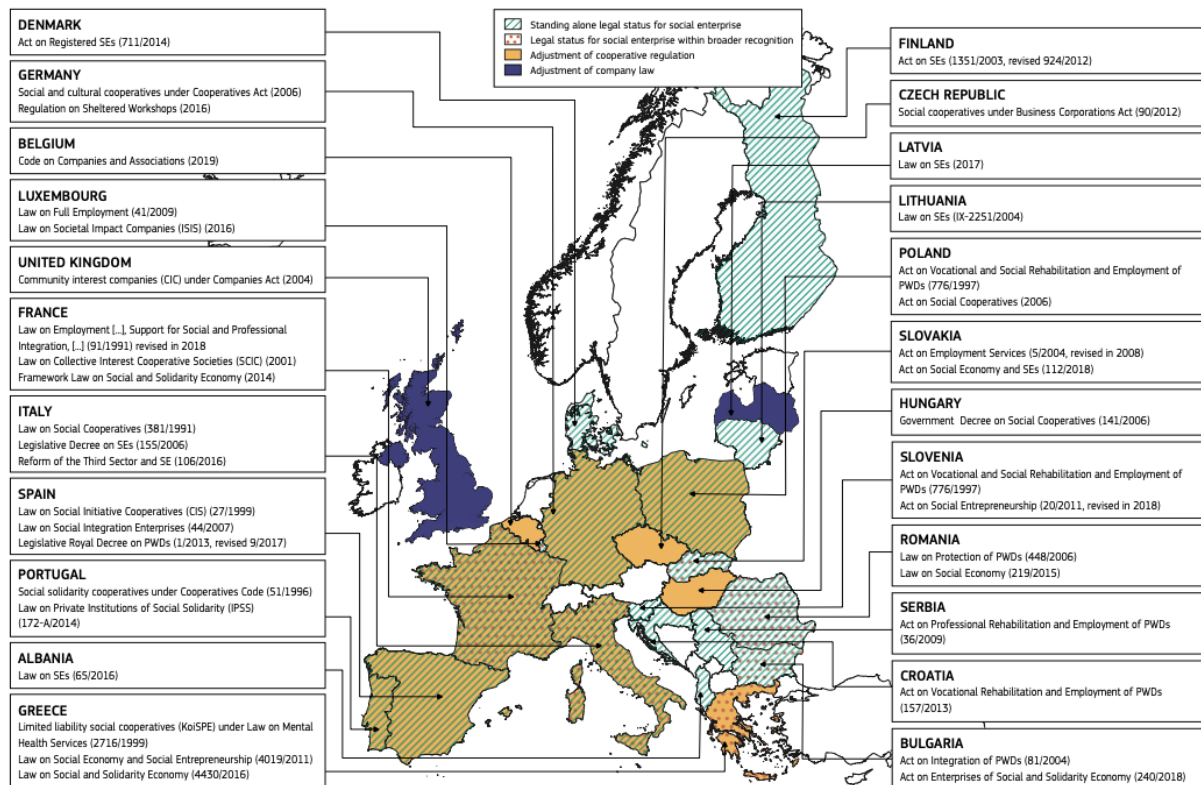 Standing alone legal status for social enterprise
Legal status for social enterprise within broader recognition
Adjustment of cooperative regulation
Adjustment of company law
DENMARK
Act on Registered SEs (711/2014)
GERMANY
Social and cultural cooperatives under Cooperatives Act (2006)
Regulation on Sheltered Workshops (2016)
BELGIUM
Code on Companies and Associations (2019)
LUXEMBOURG
Law on Full Employment (41/2009)
Law on Societal Impact Companies (ISIS) (2016)
UNITED KINGDOM
Community interest companies (CIC) under Companies Act (2004)
FRANCE
Law on Employment [...], Support for Social and Professional
Integration, [...] (91/1991) revised in 2018
Law on Collective Interest Cooperative Societies (SCIC) (2001)
Framework Law on Social and Solidarity Economy (2014)
ITALY
Law on Social Cooperatives (381/1991)
Legislative Decree on SEs (155/2006)
Reform of the Third Sector and SE (106/2016)
SPAIN
Law on Social Initiative Cooperatives (CIS) (27/1999)
Law on Social Integration Enterprises (44/2007)
Legislative Royal Decree on PWDs (1/2013, revised 9/2017)
PORTUGAL
Social solidarity cooperatives under Cooperatives Code (51/1996)
Law on Private Institutions of Social Solidarity (IPSS)
(172-A/2014)
ALBANIA
Law on SEs (65/2016)
GREECE
Limited liability social cooperatives (KoiSPE) under Law on Mental
Health Services (2716/1999)
Law on Social Economy and Social Entrepreneurship (4019/2011)
Law on Social and Solidarity Economy (4430/2016)
FINLAND
Act on SEs (1351/2003, revised 924/2012)
CZECH REPUBLIC
Social cooperatives under Business Corporations Act (90/2012)
LATVIA
Law on SEs (2017)
LITHUANIA
Law on SEs (IX-2251/2004)
POLAND
Act on Vocational and Social Rehabilitation and Employment of
PWDs (776/1997)
Act on Social Cooperatives (2006)
SLOVAKIA
Act on Employment Services (5/2004, revised in 2008)
Act on Social Economy and SEs (112/2018)
HUNGARY
Government Decree on Social Cooperatives (141/2006)
SLOVENIA
Act on Vocational and Social Rehabilitation and Employment of
PWDs (776/1997)
Act on Social Entrepreneurship (20/2011, revised in 2018)
ROMANIA
Law on Protection of PWDs (448/2006)
Law on Social Economy (219/2015)
SERBIA
Act on Professional Rehabilitation and Employment of PWDs
(36/2009)
CROATIA
Act on Vocational Rehabilitation and Employment of PWDs
(157/2013)
BULGARIA
Act on Integration of PWDs (81/2004)
Act on Enterprises of Social and Solidarity Economy (240/2018)